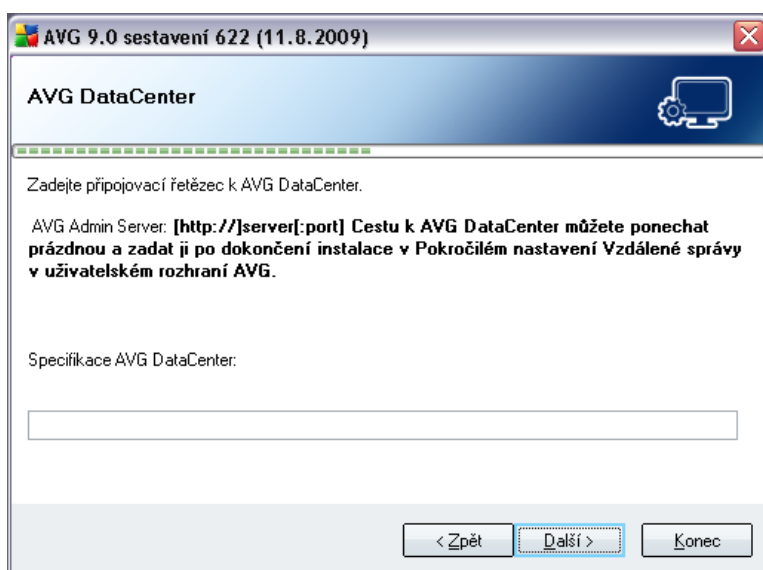 AVG 9.0 sestavení 622 (11.8.2009)
AVG DataCenter
Zadejte připojovací řetězec k AVG DataCenter.
AVG Admin Server: [http://]server[:port] Cestu k AVG DataCenter můžete ponechat
prázdnou a zadat ji po dokončení instalace v Pokročilém nastavení Vzdálené správy
v uživatelském rozhraní AVG.
Specifikace AVG DataCenter:
< Zpět
Další >
Konec